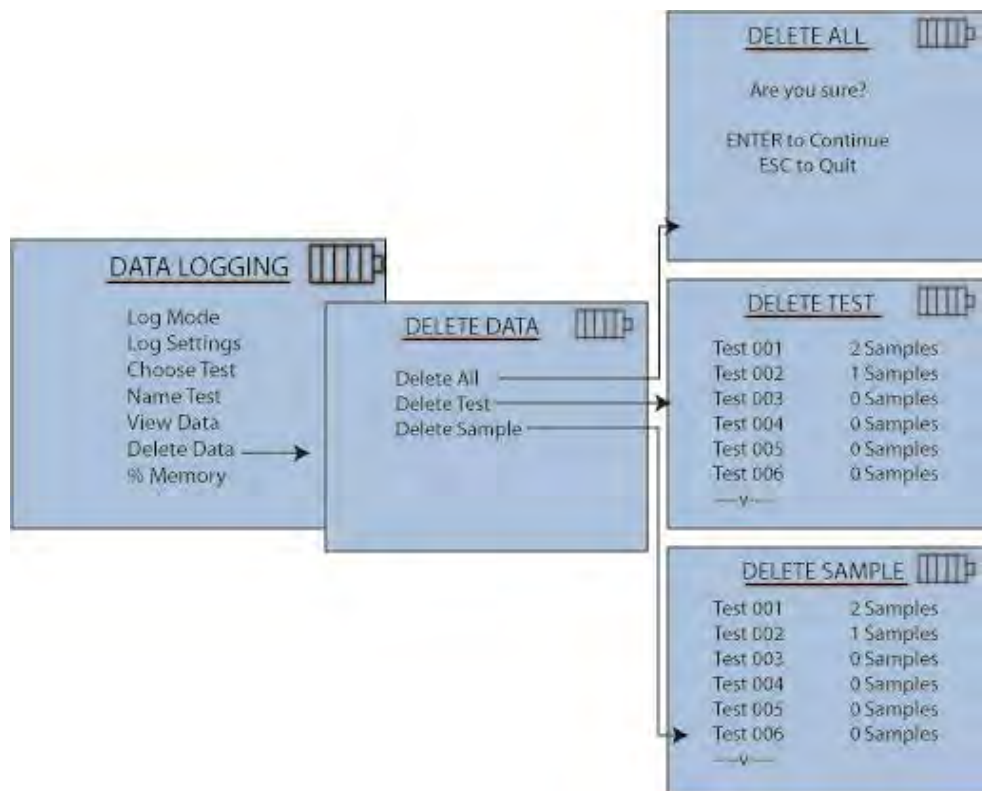 DATA LOGGING
Log Mode
Log Settings
Choose Test
Name Test
View Data
Delete Data
% Memory
DELETE DATA
Delete All
Delete Test
Delete Sample
DELETE ALL
Are you sure?
ENTER to Continue
ESC to Quit
DELETE TEST
Test 001 2 Samples
Test 002 1 Samples
Test 003 0 Samples
Test 004 0 Samples
Test 005 0 Samples
Test 006 0 Samples
----v----
DELETE SAMPLE
Test 001 2 Samples
Test 002 1 Samples
Test 003 0 Samples
Test 004 0 Samples
Test 005 0 Samples
Test 006 0 Samples
----v----